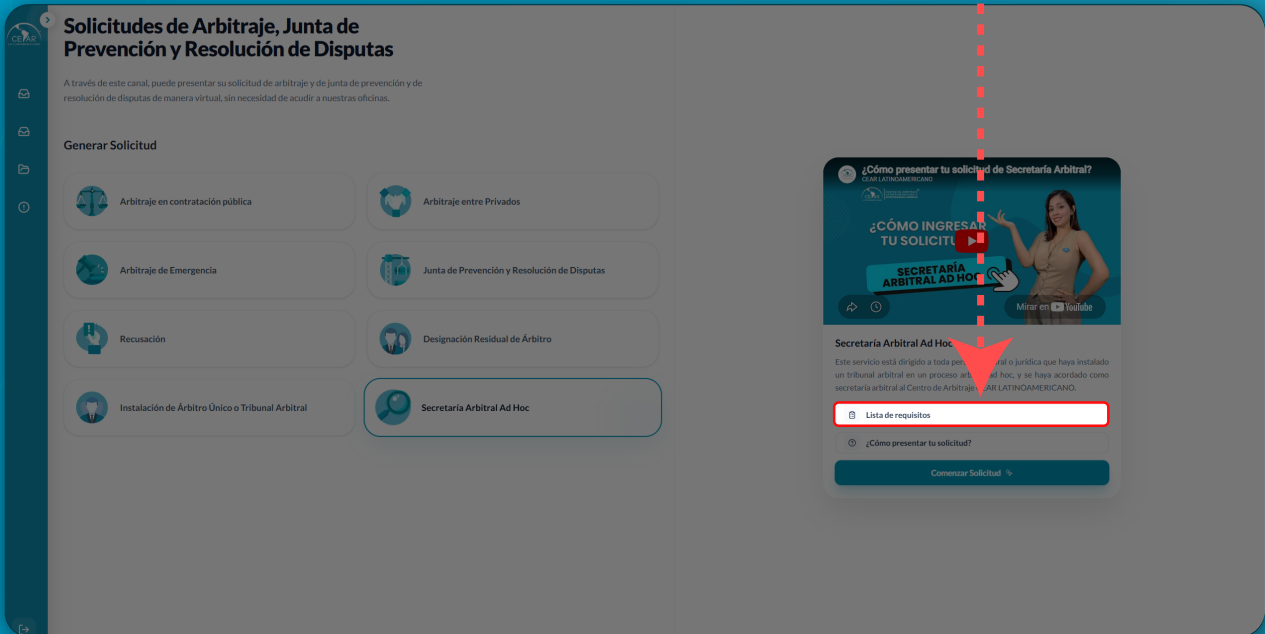 CEAR
Solicitudes de Arbitraje, Junta de
Prevención y Resolución de Disputas
A través de este canal, puede presentar su solicitud de arbitraje y de junta de prevención y de
resolución de disputas de manera virtual, sin necesidad de acudir a nuestras oficinas.
Generar Solicitud
Arbitraje en contratación pública
Arbitraje entre Privados
Arbitraje de Emergencia
Junta de Prevención y Resolución de Disputas
Recusación
Designación Residual de Árbitro
Instalación de Árbitro Único o Tribunal Arbitral
Secretaría Arbitral Ad Hoc
¿Cómo presentar tu solicitud de Secretaría Arbitral?
CEAR LATINOAMERICANO
¿CÓMO INGRESAR
TU SOLICITU
SECRETARÍA
ARBITRAL AD HOC
Mirar en YouTube
Secretaría Arbitral Ad Hoc
Este servicio está dirigido a toda per al o jurídica que haya instalado
un tribunal arbitral en un proceso ar ad hoc, y se haya acordado como
secretaría arbitral al Centro de Arbitraje AR LATINOAMERICANO.
Lista de requisitos
¿Cómo presentar tu solicitud?
Comenzar Solicitud